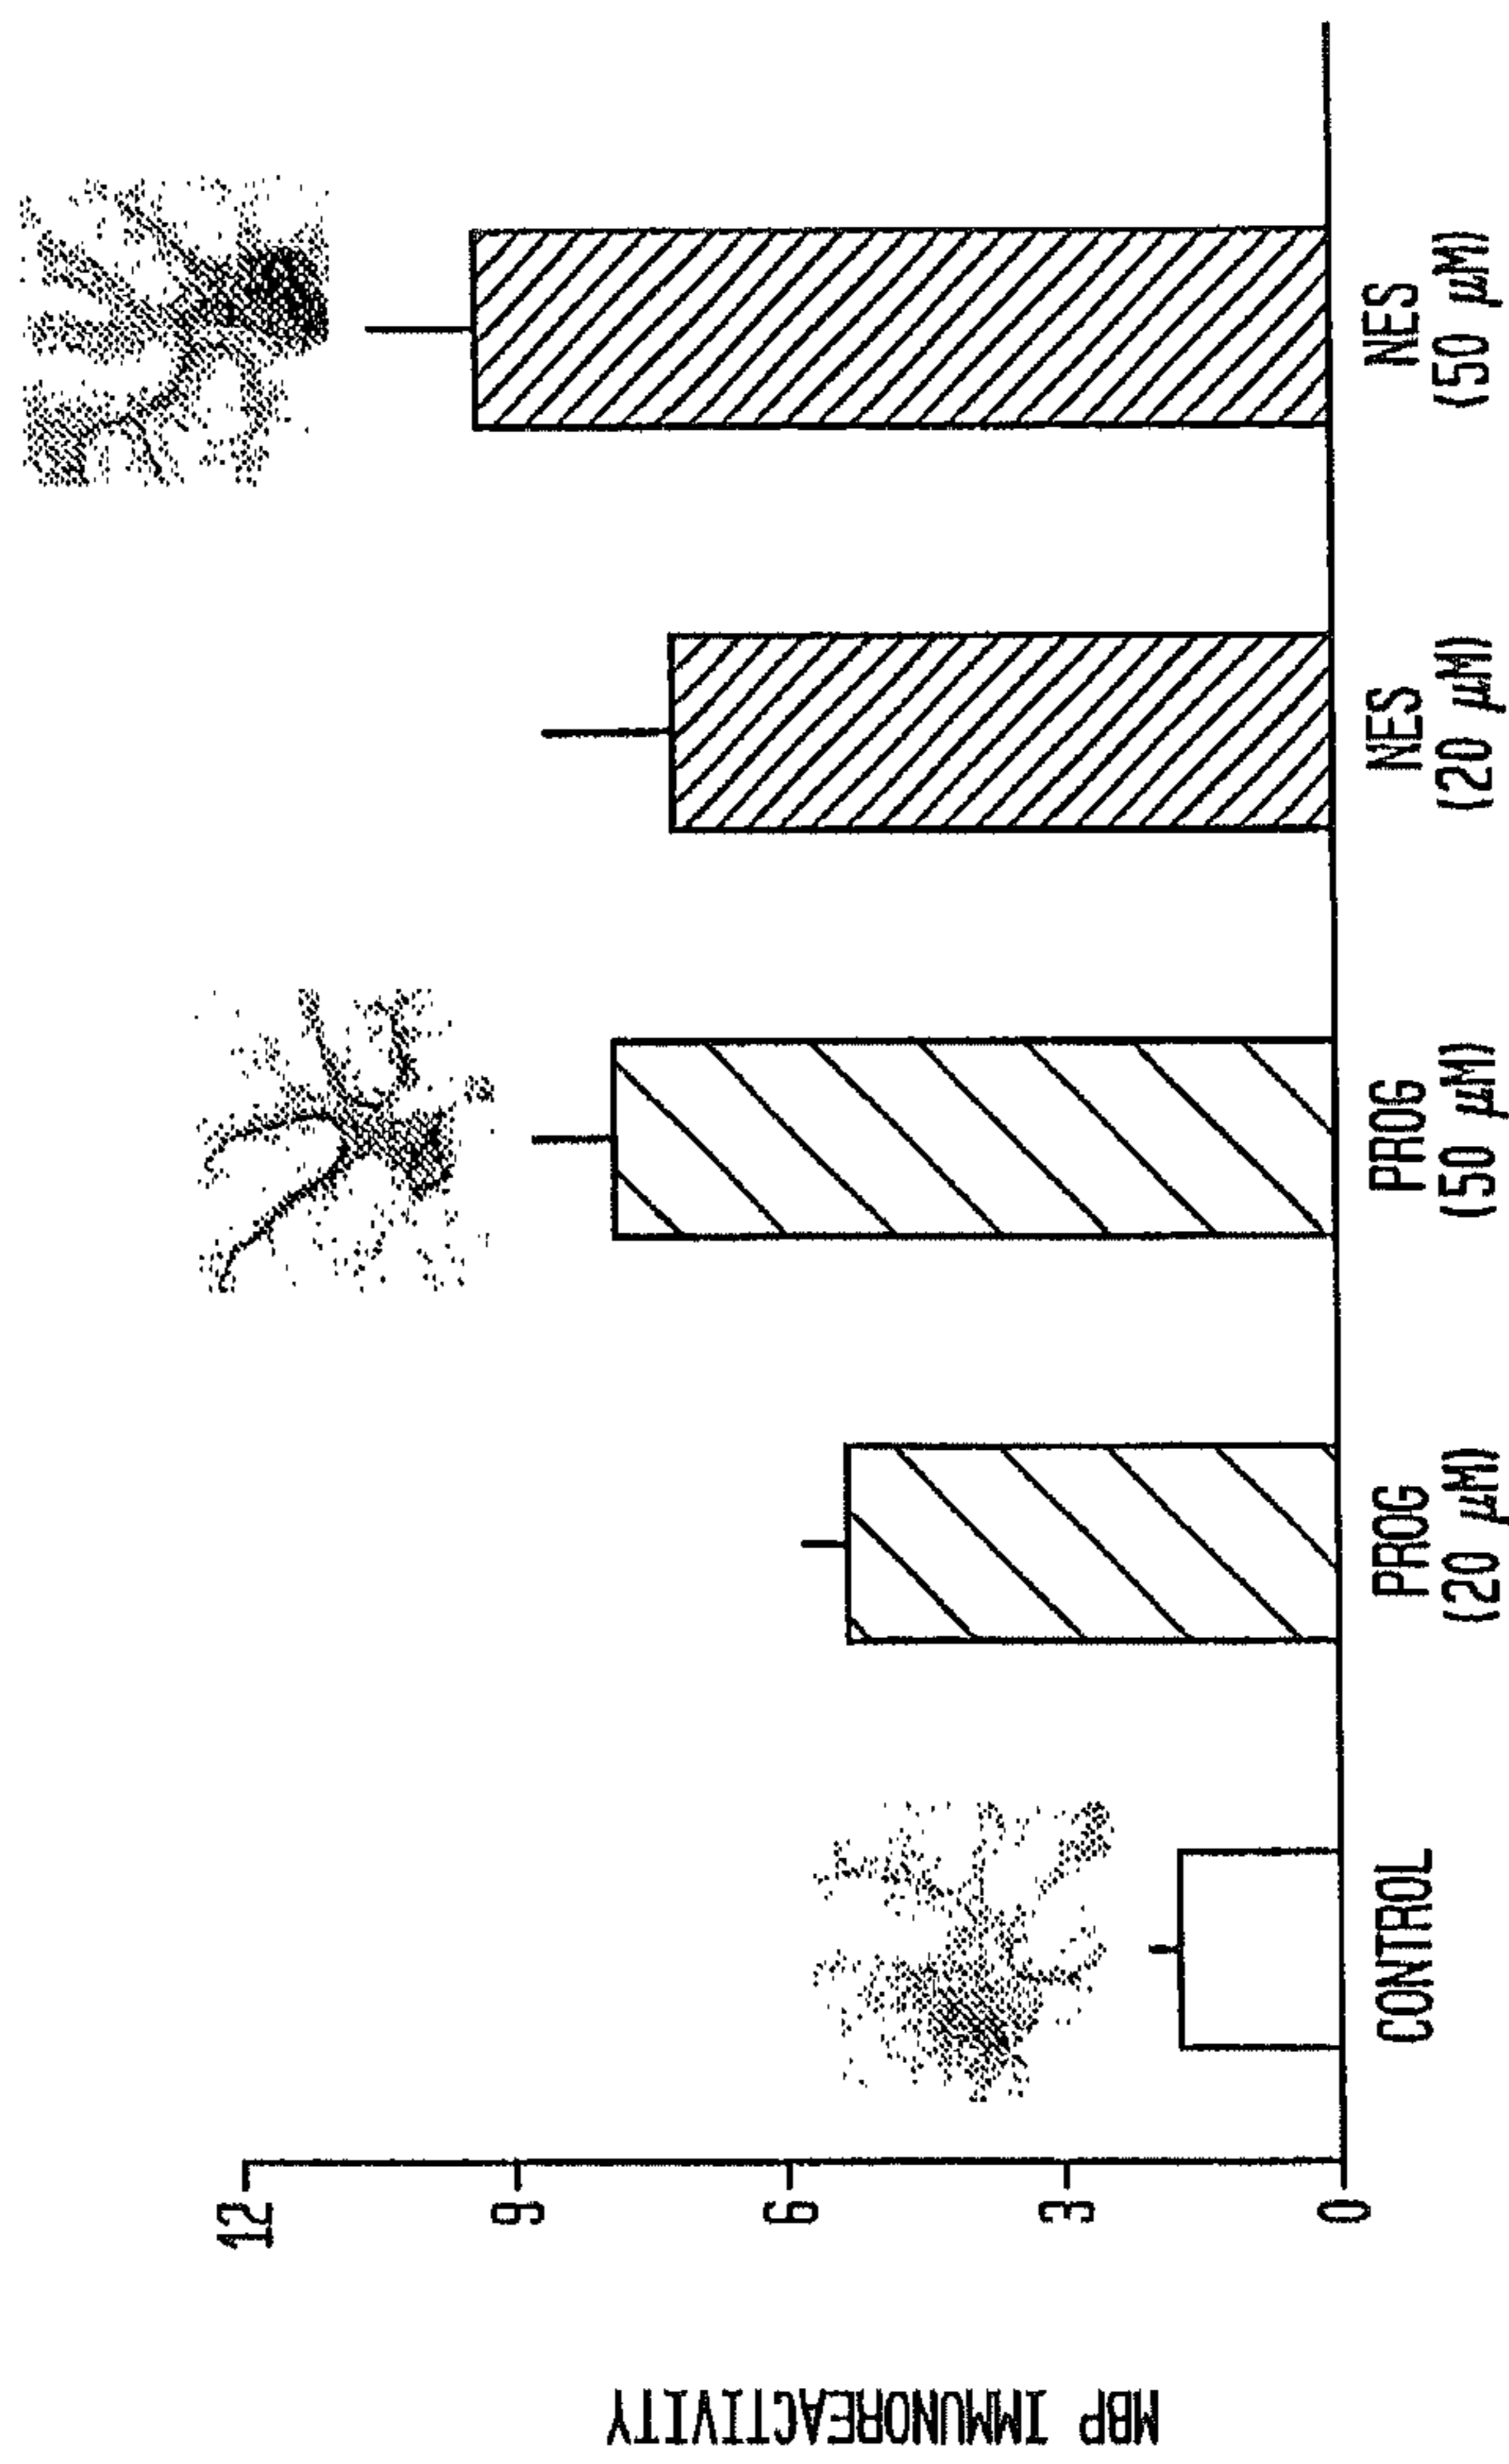 MBP IMMUNOREACTIVITY
12
9
6
3
0
CONTROL
PROG
(20 µM)
PROG
(50 µM)
NES
(20 µM)
NES
(50 µM)